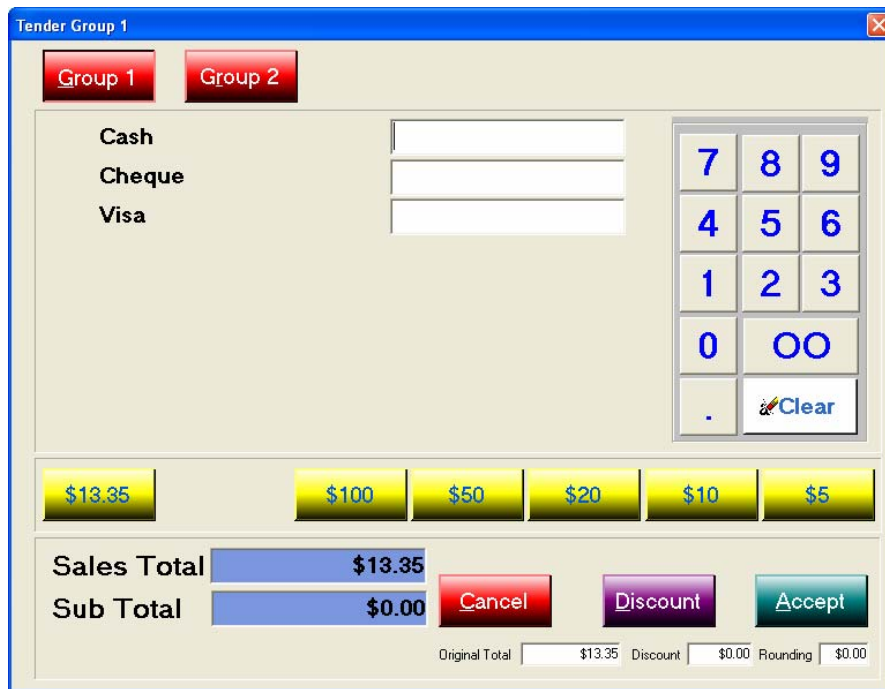 Tender Group 1
Group 1 Group 2
Cash
Cheque
Visa
7 8 9
4 5 6
1 2 3
0 OO
. Clear
$13.35 $100 $50 $20 $10 $5
Sales Total $13.35
Sub Total $0.00
Cancel Discount Accept
Original Total $13.35 Discount $0.00 Rounding $0.00